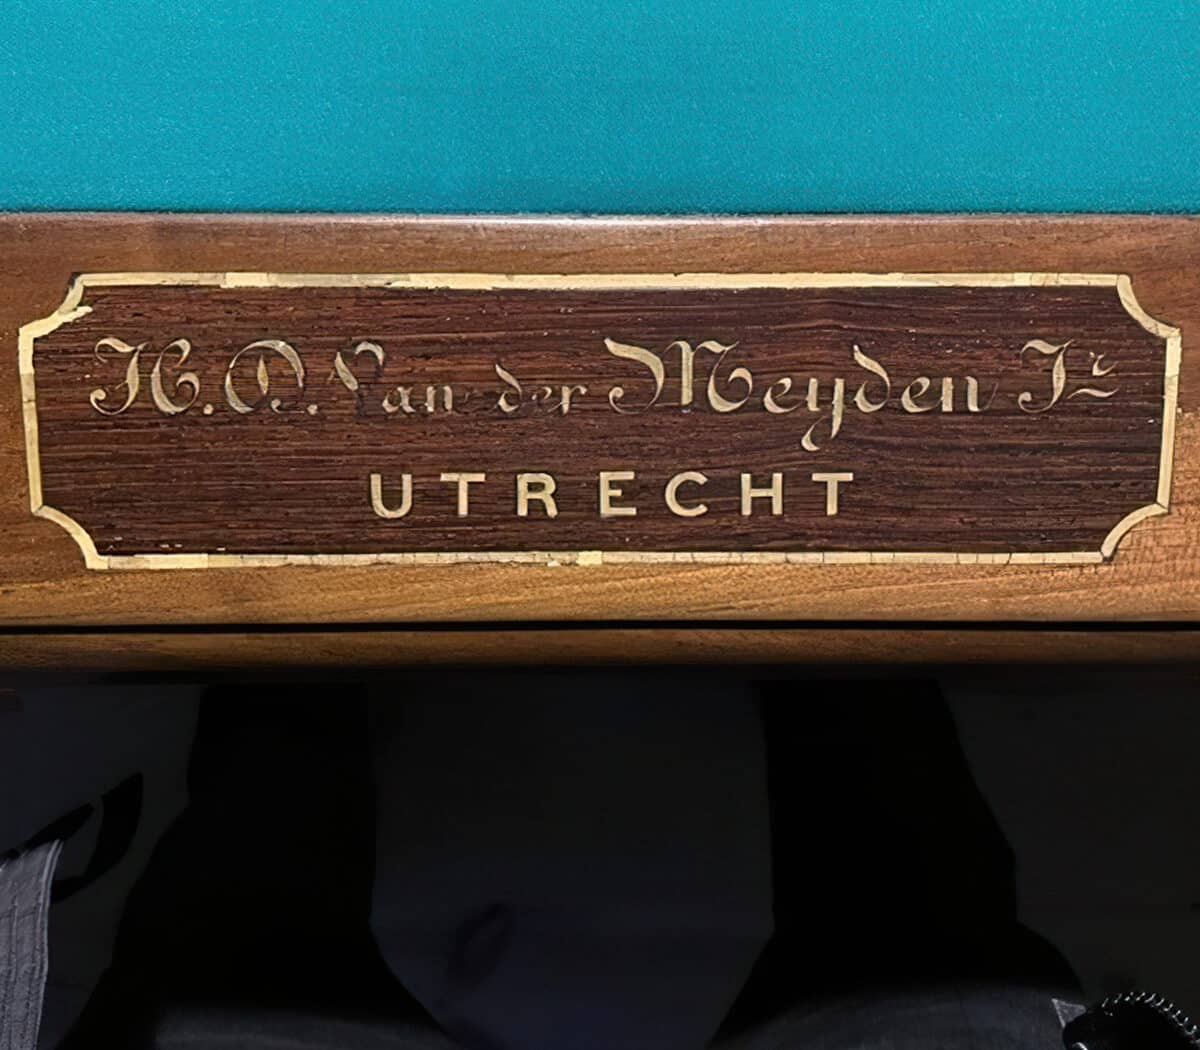 H. D. Van der Meyden Jr
UTRECHT